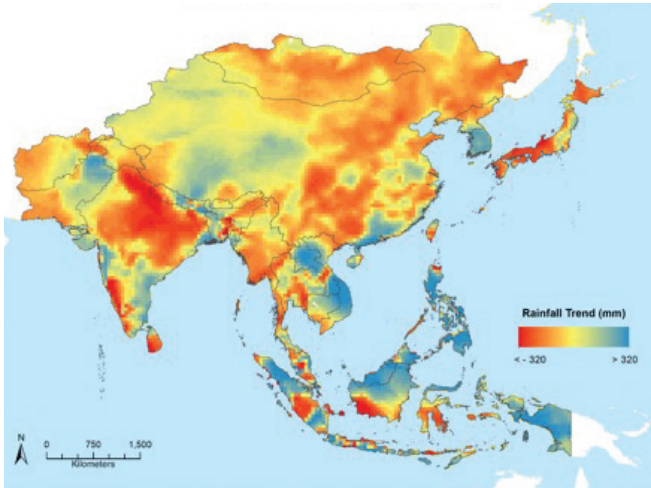 Rainfall Trend (mm)
< - 320 > 320
N
0 750 1,500
Kilometers